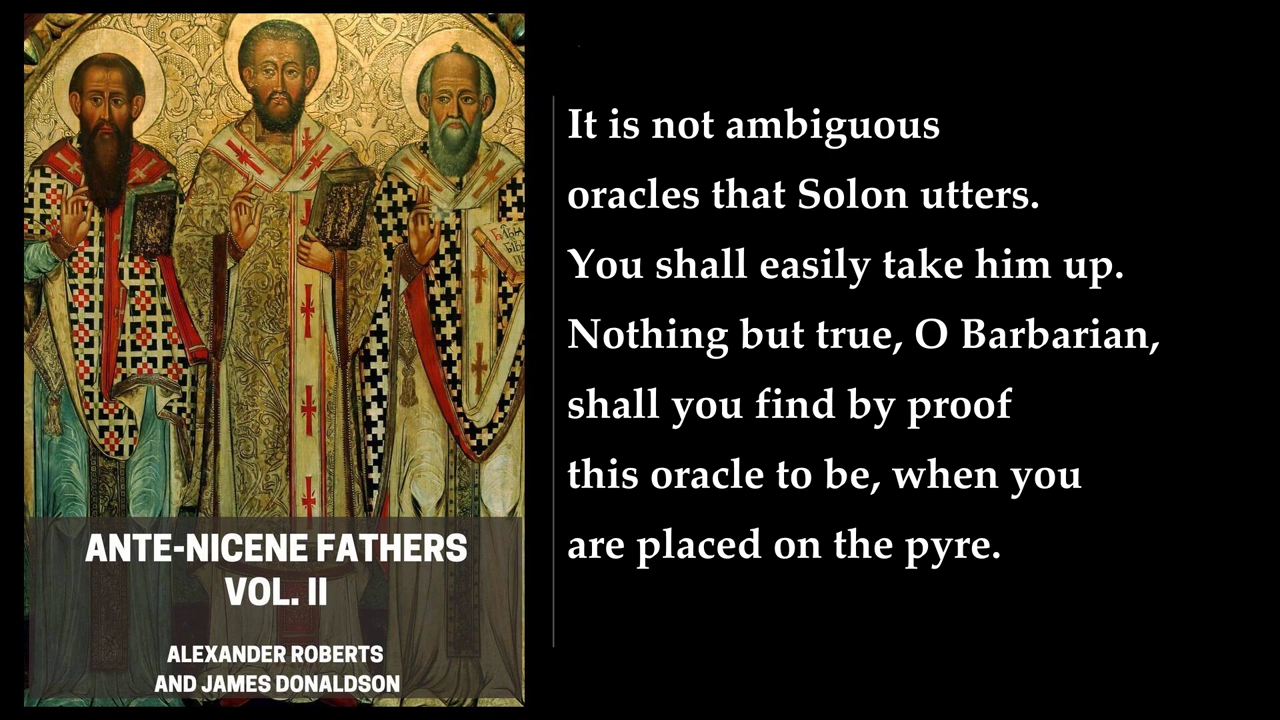 ANTE-NICENE FATHERS
VOL. II
ALEXANDER ROBERTS
AND JAMES DONALDSON
It is not ambiguous
oracles that Solon utters.
You shall easily take him up.
Nothing but true, O Barbarian,
shall you find by proof
this oracle to be, when you
are placed on the pyre.